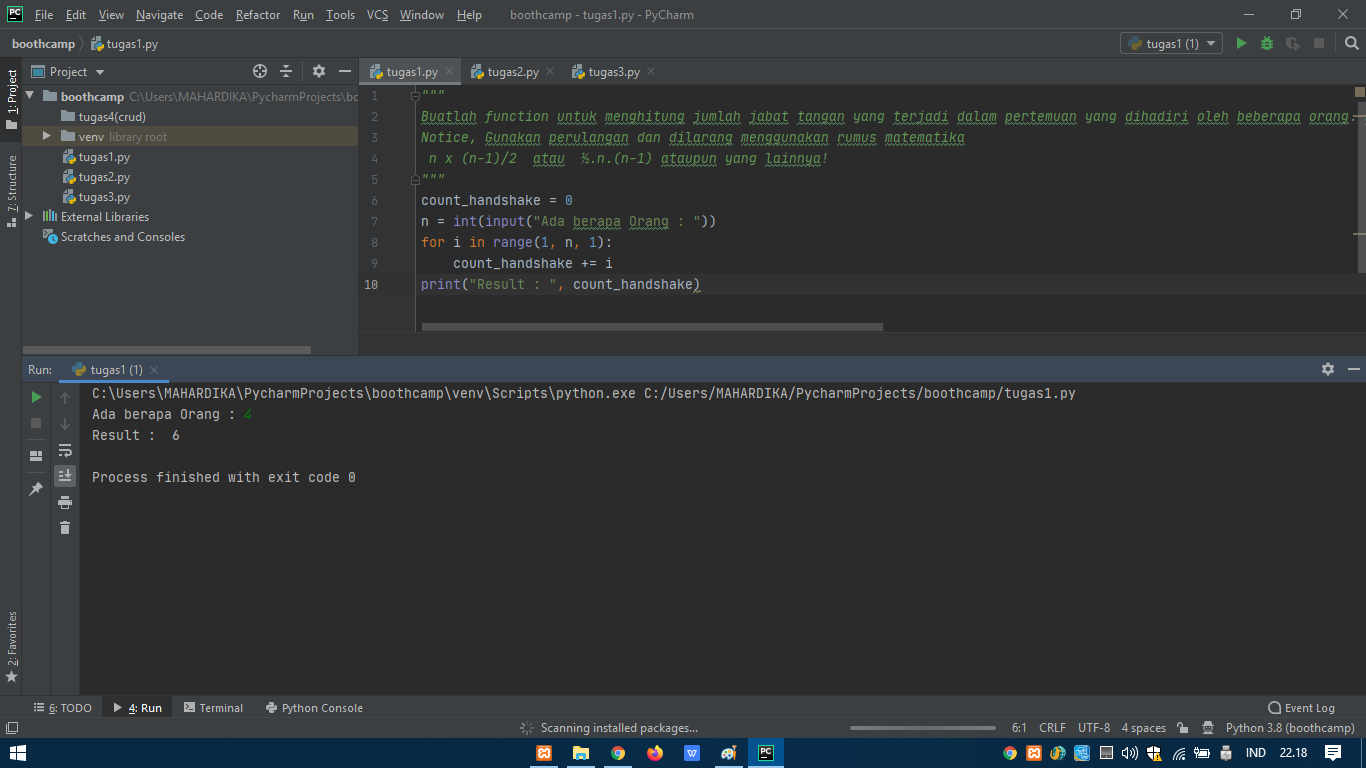 PC File Edit View Navigate Code Refactor Run Tools VCS Window Help boothcamp - tugas1.py - PyCharm
boothcamp tugas1.py tugas1 (1)
1: Project
Project
tugas1.py tugas2.py tugas3.py
boothcamp C:\Users\MAHARDIKA\PycharmProjects\bo
tugas4(crud)
venv library root
tugas1.py
tugas2.py
tugas3.py
External Libraries
Scratches and Consoles
7: Structure
1 """
2 Buatlah function untuk menghitung jumlah jabat tangan yang terjadi dalam pertemuan yang dihadiri oleh beberapa orang.
3 Notice, Gunakan perulangan dan dilarang menggunakan rumus matematika
4 n x (n-1)/2 atau ½.n.(n-1) ataupun yang lainnya!
5 """
6 count_handshake = 0
7 n = int(input("Ada berapa Orang : "))
8 for i in range(1, n, 1):
9 count_handshake += i
10 print("Result : ", count_handshake)
Run: tugas1 (1)
C:\Users\MAHARDIKA\PycharmProjects\boothcamp\venv\Scripts\python.exe C:/Users/MAHARDIKA/PycharmProjects/boothcamp/tugas1.py
Ada berapa Orang : 4
Result :  6
Process finished with exit code 0
2: Favorites
6: TODO 4: Run Terminal Python Console Event Log
Scanning installed packages... 6:1 CRLF UTF-8 4 spaces Python 3.8 (boothcamp)
W PC IND 22.18